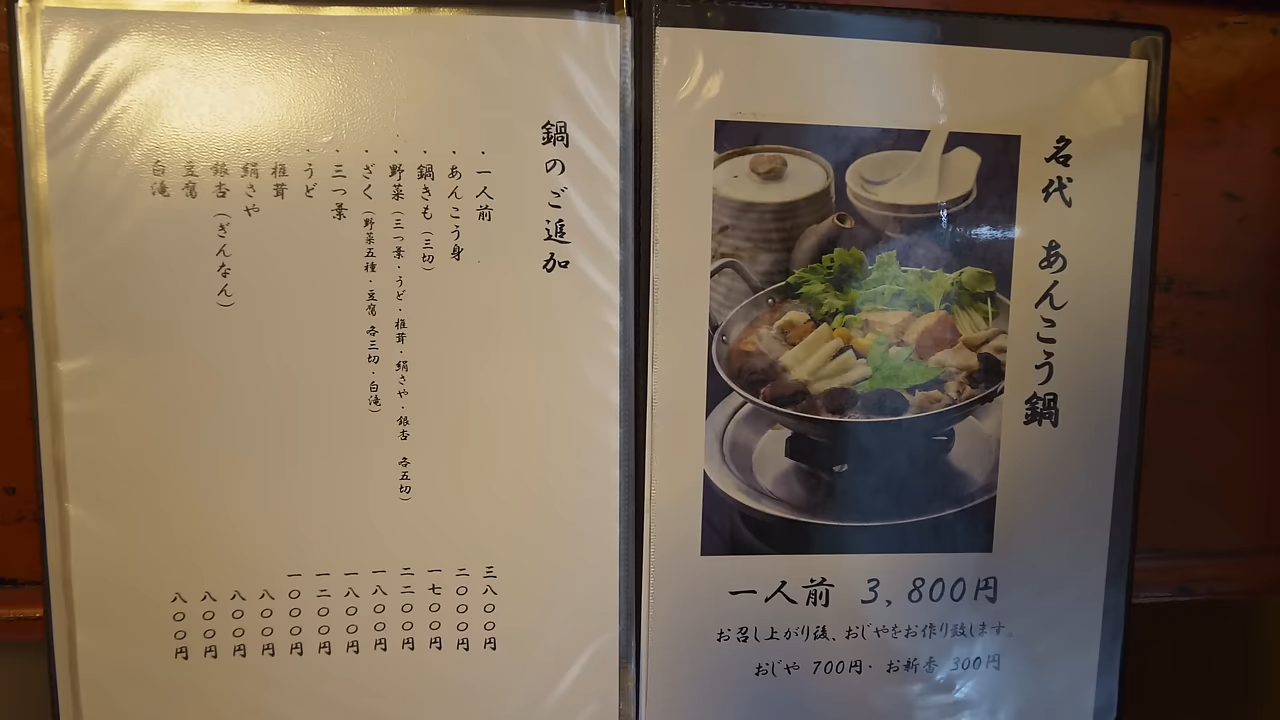 名代 あんこう鍋
一人前 3,800円
お召し上がり後、おじやをお作り致します。
おじや 700円・お新香 300円
鍋のご追加
・一人前 三八〇〇円
・あんこう身 二〇〇〇円
・鍋きも（三切） 一七〇〇円
・野菜（三つ葉・うど・椎茸・絹さや・銀杏 各五切） 二二〇〇円
・ざく（野菜五種・豆腐 各三切・白滝） 一八〇〇円
・三つ葉 一八〇〇円
・うど 一二〇〇円
椎茸 一〇〇〇円
絹さや 八〇〇円
銀杏（ぎんなん） 八〇〇円
豆腐 八〇〇円
白滝 八〇〇円